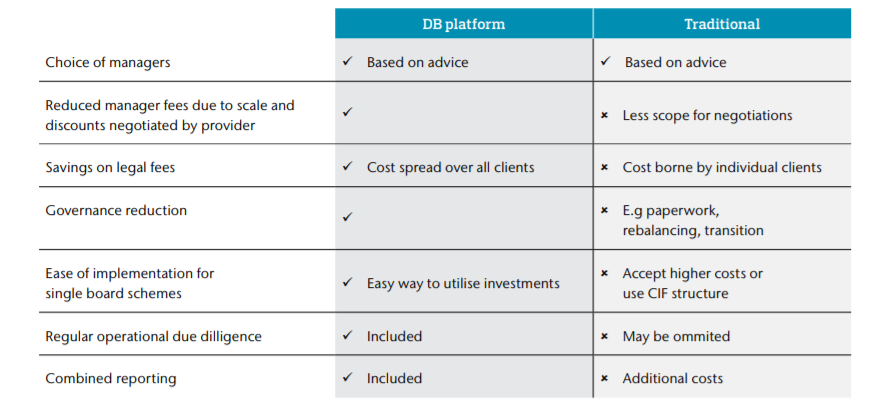 DB platform
Traditional
Choice of managers
✓ Based on advice
✓ Based on advice
Reduced manager fees due to scale and
discounts negotiated by provider
✓
✗ Less scope for negotiations
Savings on legal fees
✓ Cost spread over all clients
✗ Cost borne by individual clients
Governance reduction
✓
✗ E.g paperwork,
rebalancing, transition
Ease of implementation for
single board schemes
✓ Easy way to utilise investments
✗ Accept higher costs or
use CIF structure
Regular operational due dilligence
✓ Included
✗ May be ommited
Combined reporting
✓ Included
✗ Additional costs